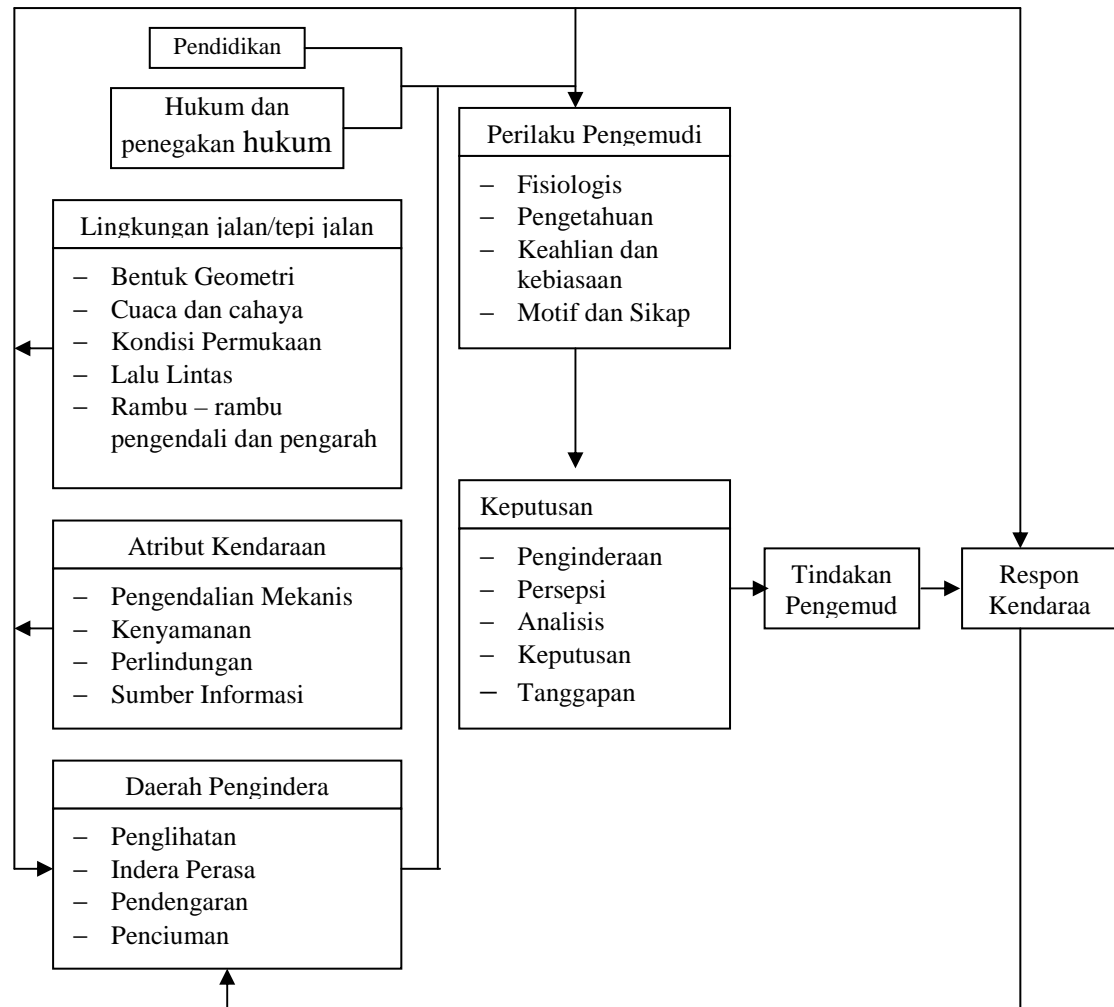 Pendidikan
Hukum dan
penegakan hukum
Lingkungan jalan/tepi jalan
– Bentuk Geometri
– Cuaca dan cahaya
– Kondisi Permukaan
– Lalu Lintas
– Rambu – rambu
pengendali dan pengarah
Atribut Kendaraan
– Pengendalian Mekanis
– Kenyamanan
– Perlindungan
– Sumber Informasi
Daerah Pengindera
– Penglihatan
– Indera Perasa
– Pendengaran
– Penciuman
Perilaku Pengemudi
– Fisiologis
– Pengetahuan
– Keahlian dan
kebiasaan
– Motif dan Sikap
Keputusan
– Penginderaan
– Persepsi
– Analisis
– Keputusan
– Tanggapan
Tindakan
Pengemud
Respon
Kendaraa